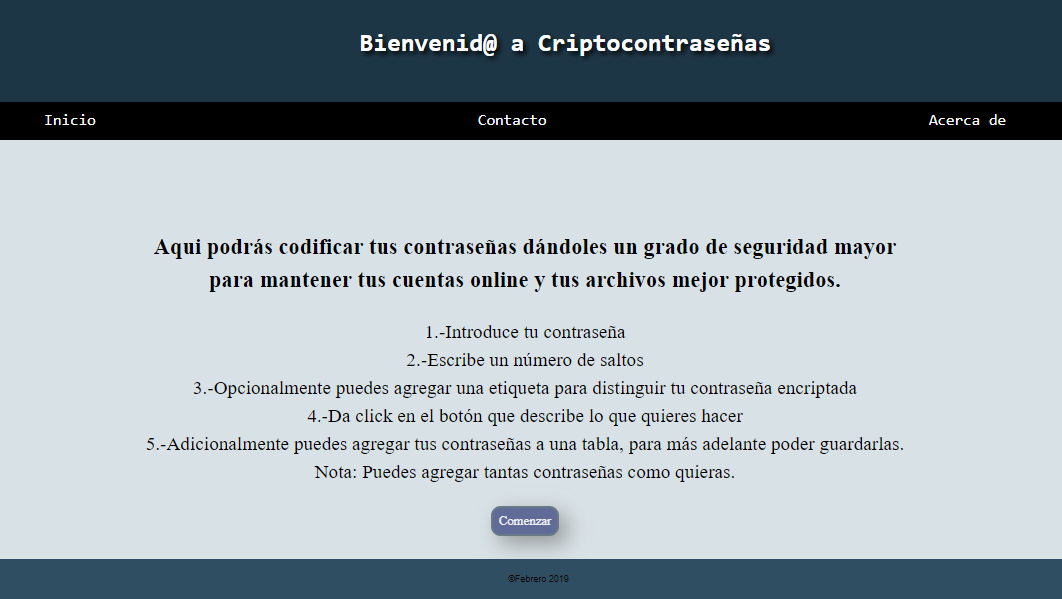 Bienvenid@ a Criptocontraseñas
Inicio
Contacto
Acerca de
Aqui podrás codificar tus contraseñas dándoles un grado de seguridad mayor
para mantener tus cuentas online y tus archivos mejor protegidos.
1.-Introduce tu contraseña
2.-Escribe un número de saltos
3.-Opcionalmente puedes agregar una etiqueta para distinguir tu contraseña encriptada
4.-Da click en el botón que describe lo que quieres hacer
5.-Adicionalmente puedes agregar tus contraseñas a una tabla, para más adelante poder guardarlas.
Nota: Puedes agregar tantas contraseñas como quieras.
Comenzar
©Febrero 2019